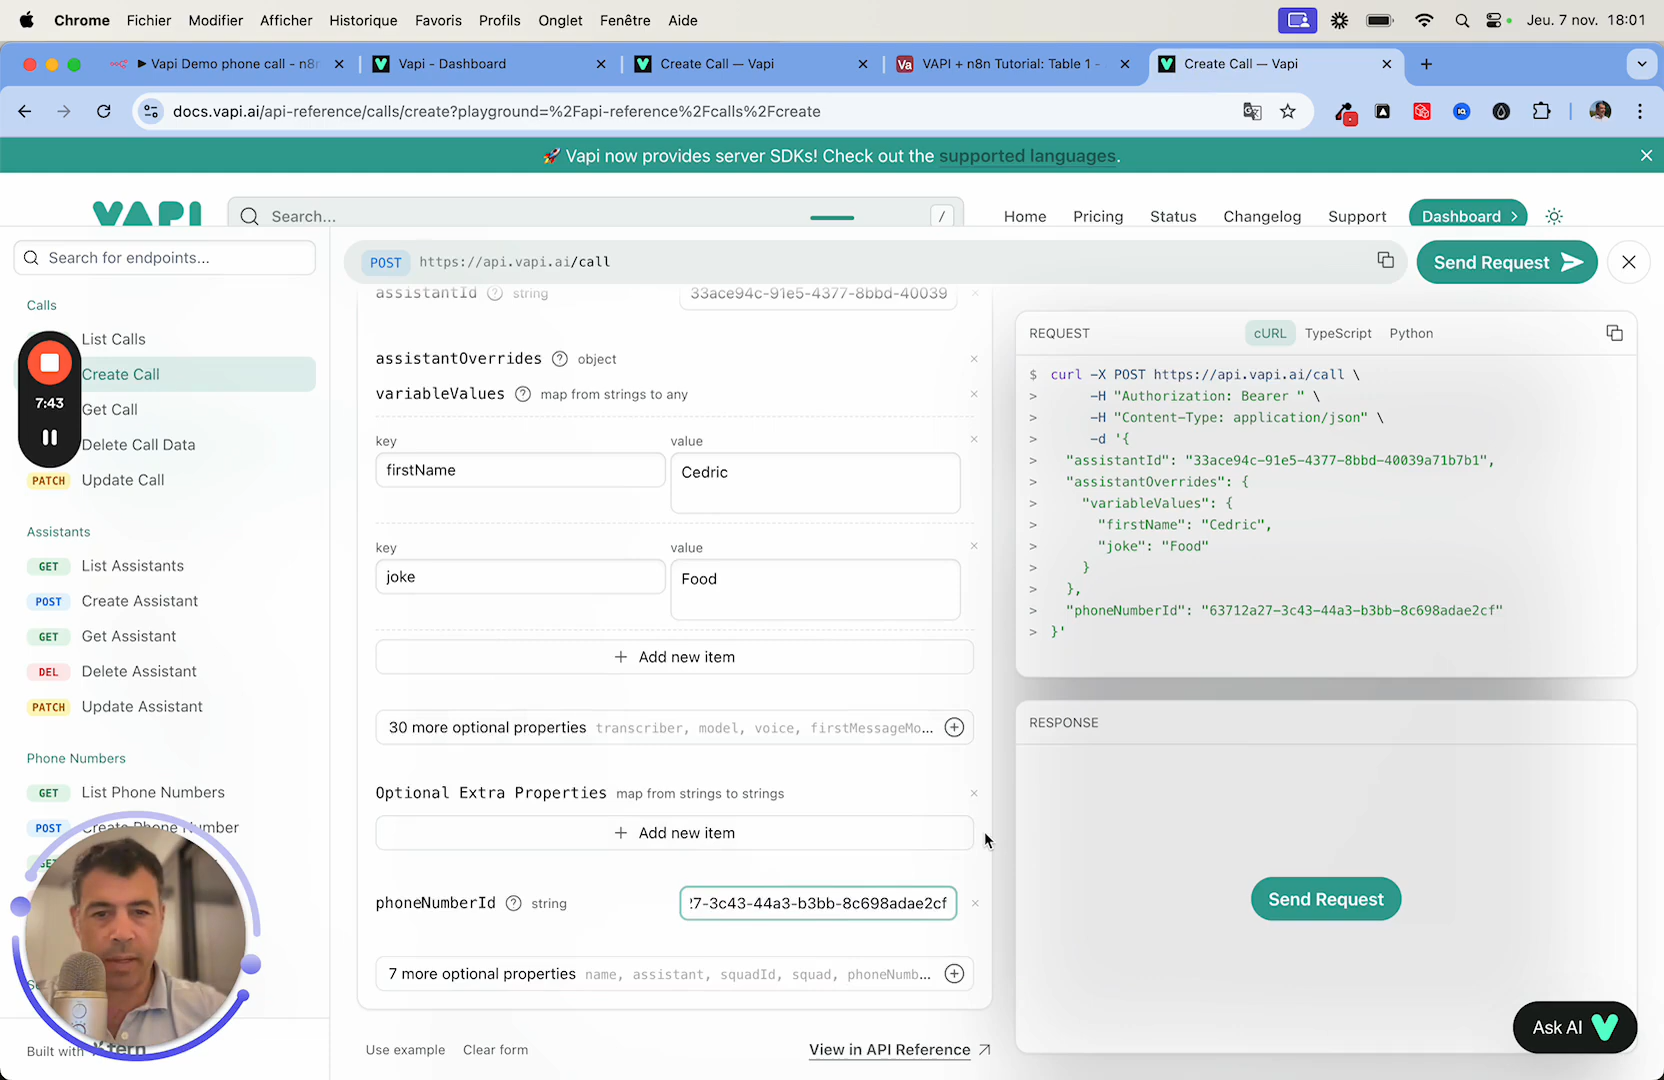 Chrome Fichier Modifier Afficher Historique Favoris Profils Onglet Fenêtre Aide Jeu. 7 nov. 18:01
Vapi Demo phone call - n8n
Vapi - Dashboard
Create Call — Vapi
VAPI + n8n Tutorial: Table 1 -
Create Call — Vapi
docs.vapi.ai/api-reference/calls/create?playground=%2Fapi-reference%2Fcalls%2Fcreate
🚀 Vapi now provides server SDKs! Check out the supported languages.
VAPI
Search...
/
Home Pricing Status Changelog Support Dashboard
Search for endpoints...
Calls
List Calls
Create Call
7:43
Get Call
Delete Call Data
PATCH Update Call
Assistants
GET List Assistants
POST Create Assistant
GET Get Assistant
DEL Delete Assistant
PATCH Update Assistant
Phone Numbers
GET List Phone Numbers
POST Create Phone Number
GET
Built with
POST https://api.vapi.ai/call
Send Request
assistantId string 33ace94c-91e5-4377-8bbd-40039
assistantOverrides object
variableValues map from strings to any
key value
firstName Cedric
key value
joke Food
Add new item
30 more optional properties transcriber, model, voice, firstMessageMo...
Optional Extra Properties map from strings to strings
Add new item
phoneNumberId string 27-3c43-44a3-b3bb-8c698adae2cf
7 more optional properties name, assistant, squadId, squad, phoneNumb...
Use example Clear form View in API Reference
REQUEST cURL TypeScript Python
$ curl -X POST https://api.vapi.ai/call \
> -H "Authorization: Bearer " \
> -H "Content-Type: application/json" \
> -d '{
> "assistantId": "33ace94c-91e5-4377-8bbd-40039a71b7b1",
> "assistantOverrides": {
> "variableValues": {
> "firstName": "Cedric",
> "joke": "Food"
> }
> },
> "phoneNumberId": "63712a27-3c43-44a3-b3bb-8c698adae2cf"
> }'
RESPONSE
Send Request
Ask AI